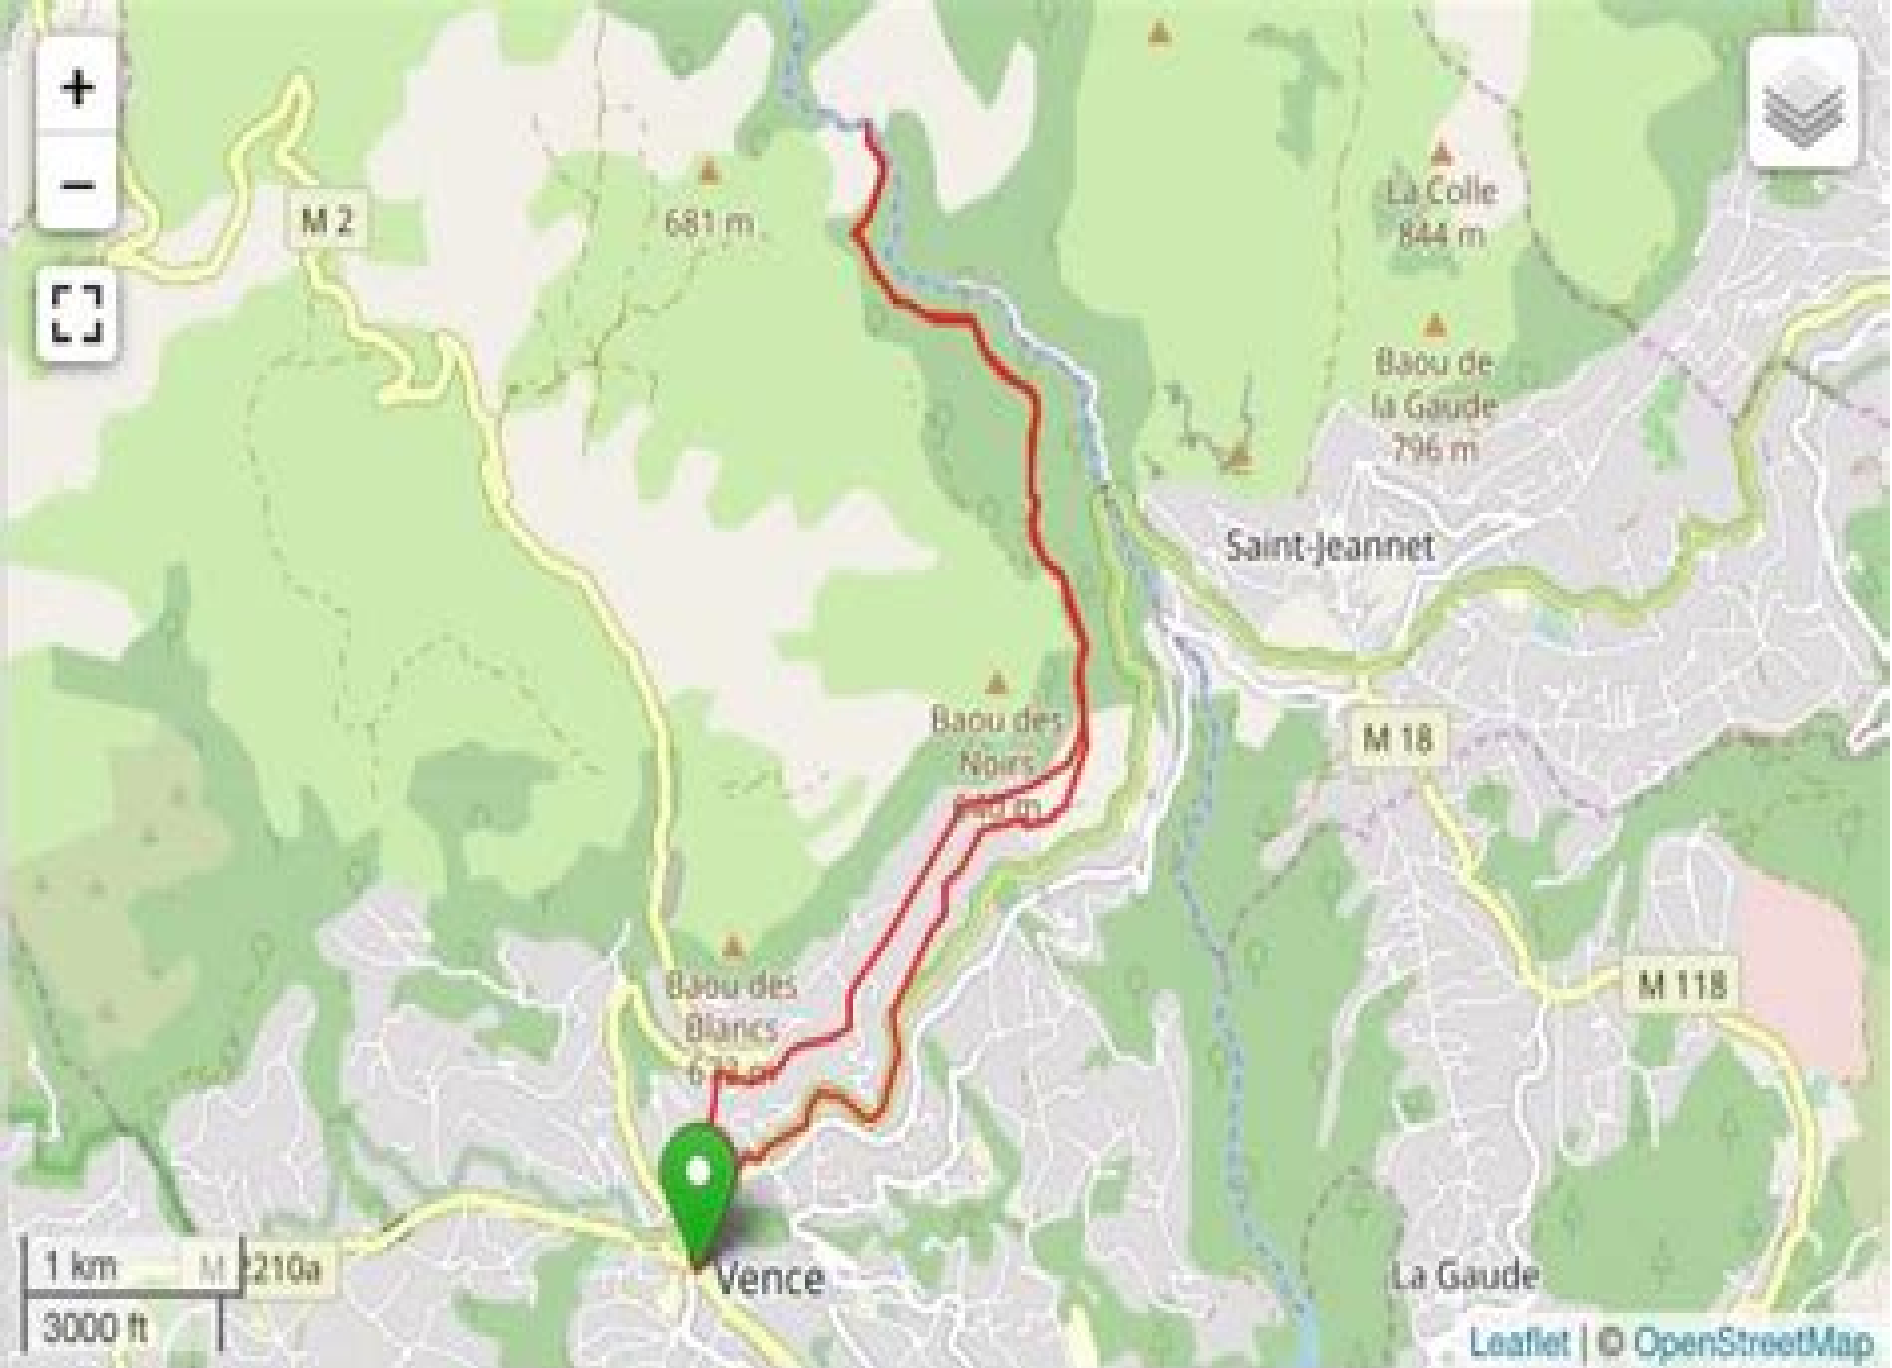 +
−
M 2
681 m
La Colle
844 m
Baou de
la Gaude
796 m
Saint-Jeannet
Baou des
Noirs
M 18
M 118
Baou des
Blancs
1 km
M 2210a
3000 ft
Vence
La Gaude
Leaflet | © OpenStreetMap